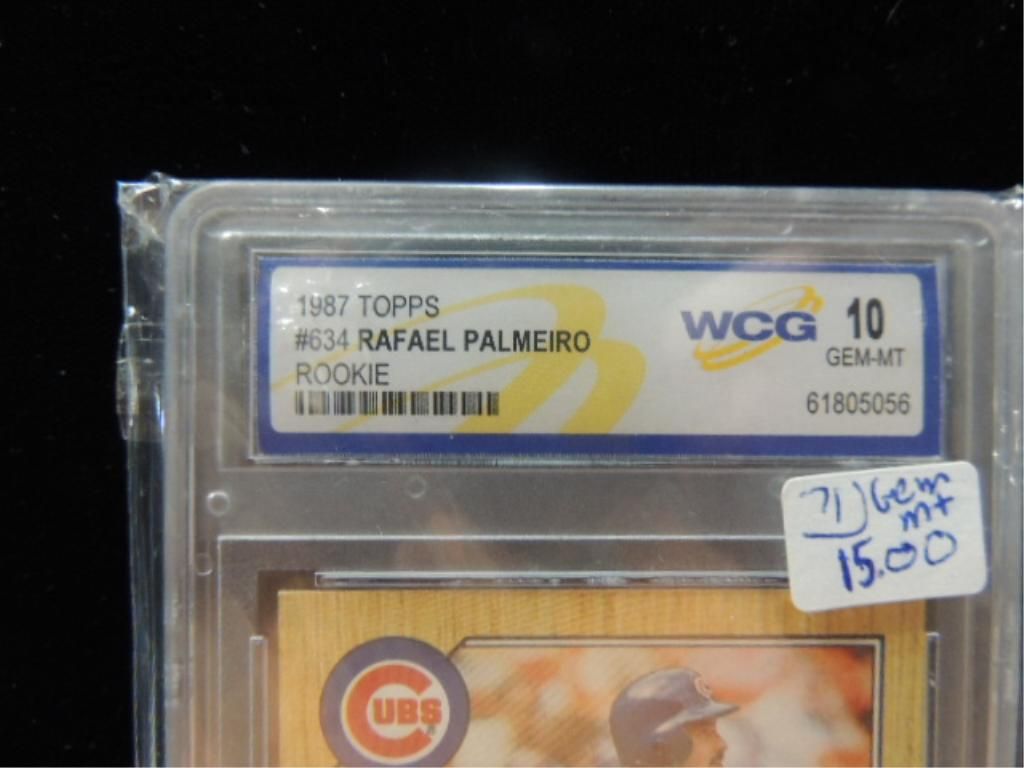 1987 TOPPS
#634 RAFAEL PALMEIRO
ROOKIE
WCG 10
GEM-MT
61805056
71) Gem
mt
15.00
CUBS
C